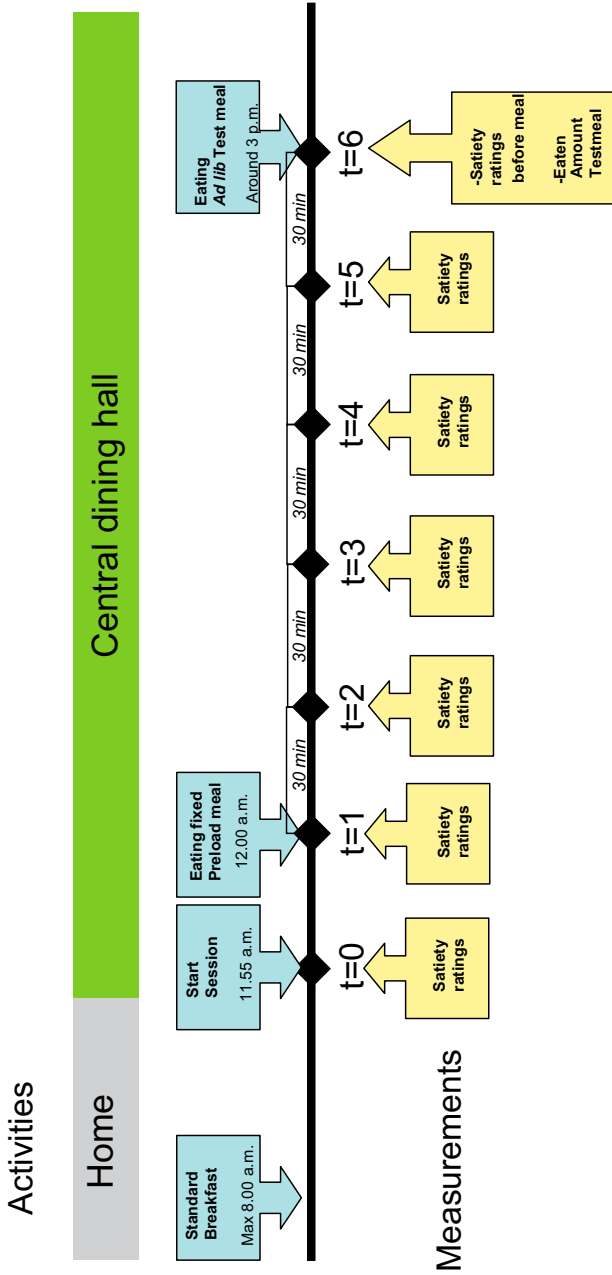 Activities
Home
Central dining hall
Standard
Breakfast
Max 8.00 a.m.
Start
Session
11.55 a.m.
Eating fixed
Preload meal
12.00 a.m.
Eating
Ad lib Test meal
Around 3 p.m.
30 min
30 min
30 min
30 min
30 min
t=0
t=1
t=2
t=3
t=4
t=5
t=6
Measurements
Satiety
ratings
Satiety
ratings
Satiety
ratings
Satiety
ratings
Satiety
ratings
Satiety
ratings
-Satiety
ratings
before meal
-Eaten
Amount
Testmeal